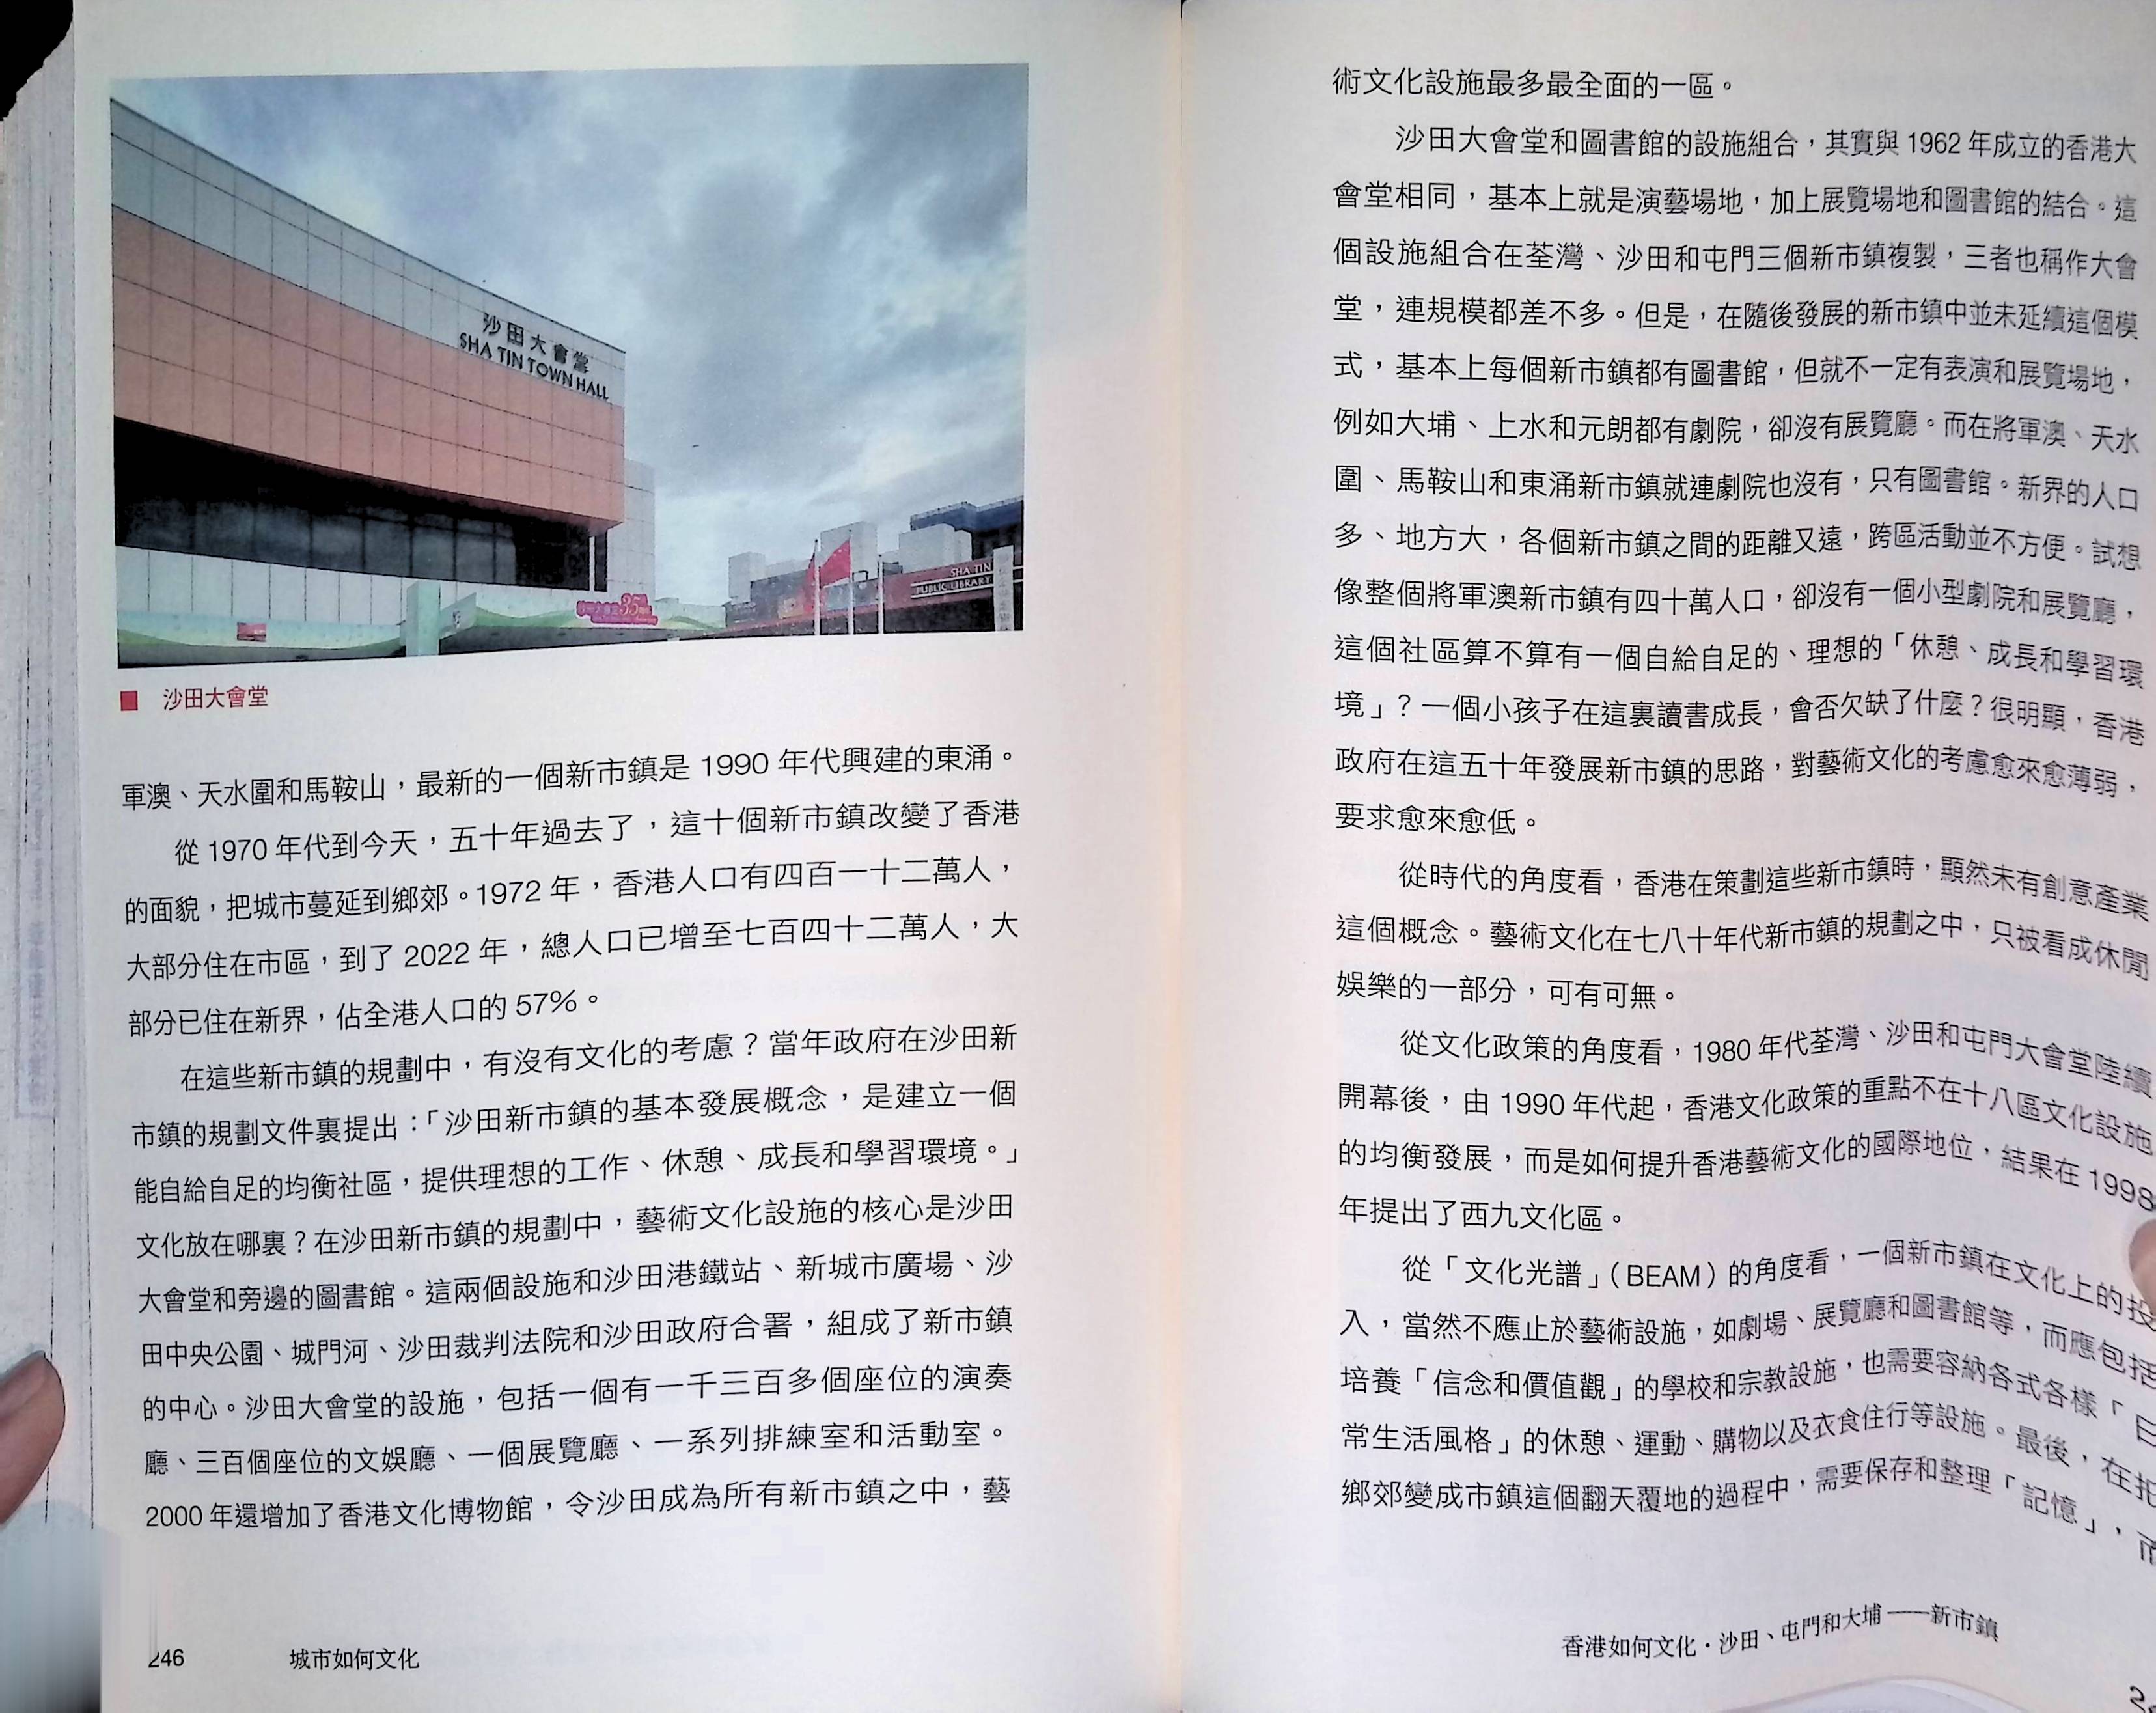 沙田大會堂
SHA TIN TOWN HALL
35
SHA TIN
PUBLIC LIBRARY
■ 沙田大會堂
軍澳、天水圍和馬鞍山，最新的一個新市鎮是 1990 年代興建的東涌。
從 1970 年代到今天，五十年過去了，這十個新市鎮改變了香港
的面貌，把城市蔓延到鄉郊。1972 年，香港人口有四百一十二萬人，
大部分住在市區，到了 2022 年，總人口已增至七百四十二萬人，大
部分已住在新界，佔全港人口的 57%。
在這些新市鎮的規劃中，有沒有文化的考慮？當年政府在沙田新
市鎮的規劃文件裏提出：「沙田新市鎮的基本發展概念，是建立一個
能自給自足的均衡社區，提供理想的工作、休憩、成長和學習環境。」
文化放在哪裏？在沙田新市鎮的規劃中，藝術文化設施的核心是沙田
大會堂和旁邊的圖書館。這兩個設施和沙田港鐵站、新城市廣場、沙
田中央公園、城門河、沙田裁判法院和沙田政府合署，組成了新市鎮
的中心。沙田大會堂的設施，包括一個有一千三百多個座位的演奏
廳、三百個座位的文娛廳、一個展覽廳、一系列排練室和活動室。
2000 年還增加了香港文化博物館，令沙田成為所有新市鎮之中，藝
246 城市如何文化
術文化設施最多最全面的一區。
沙田大會堂和圖書館的設施組合，其實與 1962 年成立的香港大
會堂相同，基本上就是演藝場地，加上展覽場地和圖書館的結合。這
個設施組合在荃灣、沙田和屯門三個新市鎮複製，三者也稱作大會
堂，連規模都差不多。但是，在隨後發展的新市鎮中並未延續這個模
式，基本上每個新市鎮都有圖書館，但就不一定有表演和展覽場地，
例如大埔、上水和元朗都有劇院，卻沒有展覽廳。而在將軍澳、天水
圍、馬鞍山和東涌新市鎮就連劇院也沒有，只有圖書館。新界的人口
多、地方大，各個新市鎮之間的距離又遠，跨區活動並不方便。試想
像整個將軍澳新市鎮有四十萬人口，卻沒有一個小型劇院和展覽廳，
這個社區算不算有一個自給自足的、理想的「休憩、成長和學習環
境」？一個小孩子在這裏讀書成長，會否欠缺了什麼？很明顯，香港
政府在這五十年發展新市鎮的思路，對藝術文化的考慮愈來愈薄弱，
要求愈來愈低。
從時代的角度看，香港在策劃這些新市鎮時，顯然未有創意產業
這個概念。藝術文化在七八十年代新市鎮的規劃之中，只被看成休閒
娛樂的一部分，可有可無。
從文化政策的角度看，1980 年代荃灣、沙田和屯門大會堂陸續
開幕後，由 1990 年代起，香港文化政策的重點不在十八區文化設施
的均衡發展，而是如何提升香港藝術文化的國際地位，結果在 1998
年提出了西九文化區。
從「文化光譜」（BEAM）的角度看，一個新市鎮在文化上的投
入，當然不應止於藝術設施，如劇場、展覽廳和圖書館等，而應包括
培養「信念和價值觀」的學校和宗教設施，也需要容納各式各樣「日
常生活風格」的休憩、運動、購物以及衣食住行等設施。最後，在把
鄉郊變成市鎮這個翻天覆地的過程中，需要保存和整理「記憶」，而
香港如何文化・沙田、屯門和大埔——新市鎮